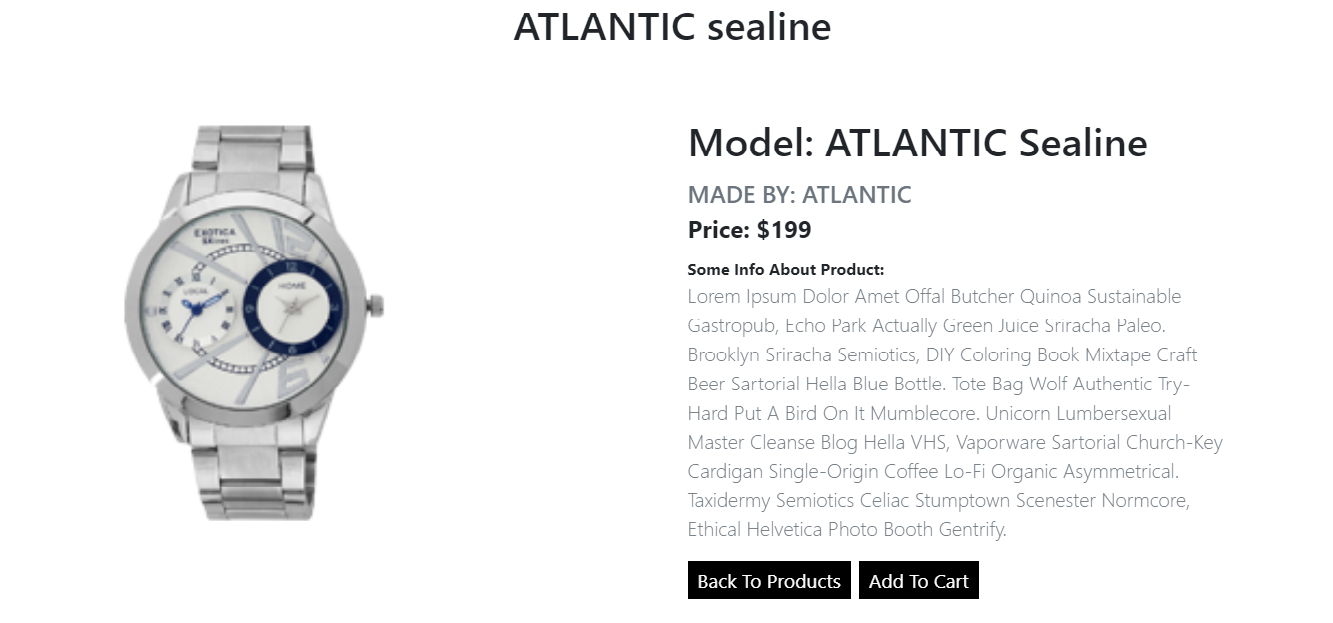 ATLANTIC sealine
Model: ATLANTIC Sealine
MADE BY: ATLANTIC
Price: $199
EXOTICA
LOCAL
HOME
12
6
Some Info About Product:
Lorem Ipsum Dolor Amet Offal Butcher Quinoa Sustainable
Gastropub, Echo Park Actually Green Juice Sriracha Paleo.
Brooklyn Sriracha Semiotics, DIY Coloring Book Mixtape Craft
Beer Sartorial Hella Blue Bottle. Tote Bag Wolf Authentic Try-
Hard Put A Bird On It Mumblecore. Unicorn Lumbersexual
Master Cleanse Blog Hella VHS, Vaporware Sartorial Church-Key
Cardigan Single-Origin Coffee Lo-Fi Organic Asymmetrical.
Taxidermy Semiotics Celiac Stumptown Scenester Normcore,
Ethical Helvetica Photo Booth Gentrify.
Back To Products
Add To Cart